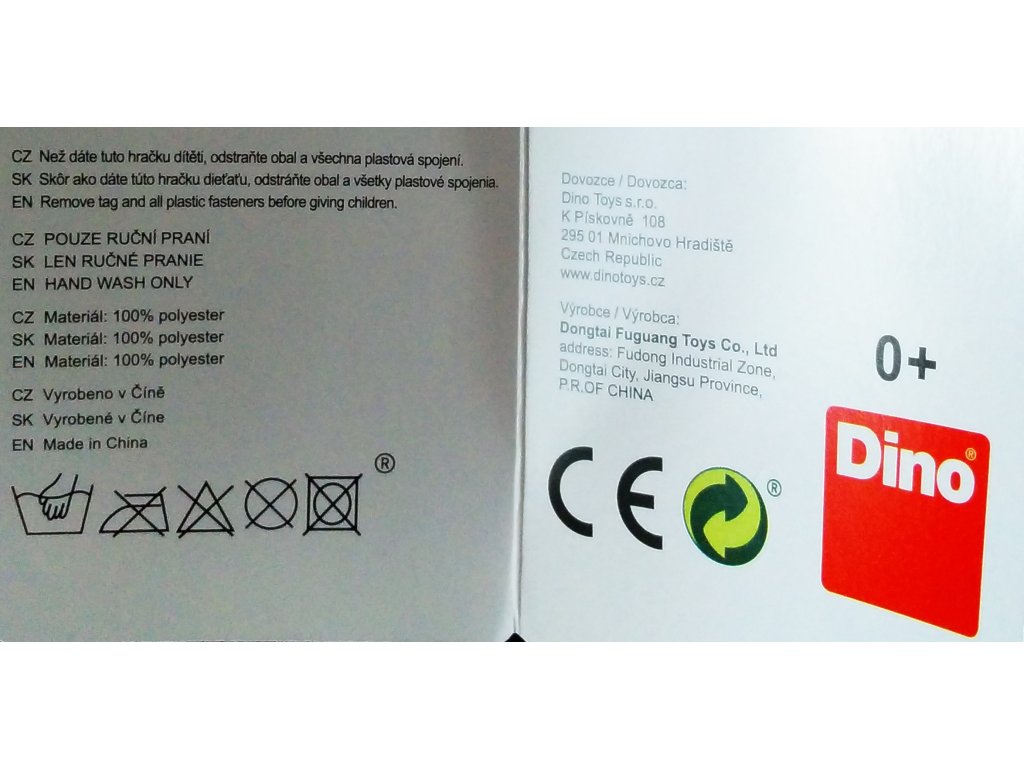 CZ Než dáte tuto hračku dítěti, odstraňte obal a všechna plastová spojení.
SK Skôr ako dáte túto hračku dieťaťu, odstráňte obal a všetky plastové spojenia.
EN Remove tag and all plastic fasteners before giving children.
CZ POUZE RUČNÍ PRANÍ
SK LEN RUČNÉ PRANIE
EN HAND WASH ONLY
CZ Materiál: 100% polyester
SK Materiál: 100% polyester
EN Materiál: 100% polyester
CZ Vyrobeno v Číně
SK Vyrobené v Číne
EN Made in China
®
Dovozce / Dovozca:
Dino Toys s.r.o.
K Pískovně 108
295 01 Mnichovo Hradiště
Czech Republic
www.dinotoys.cz
Výrobce / Výrobca:
Dongtai Fuguang Toys Co., Ltd
address: Fudong Industrial Zone,
Dongtai City, Jiangsu Province,
P.R.OF CHINA
CE
®
0+
Dino®